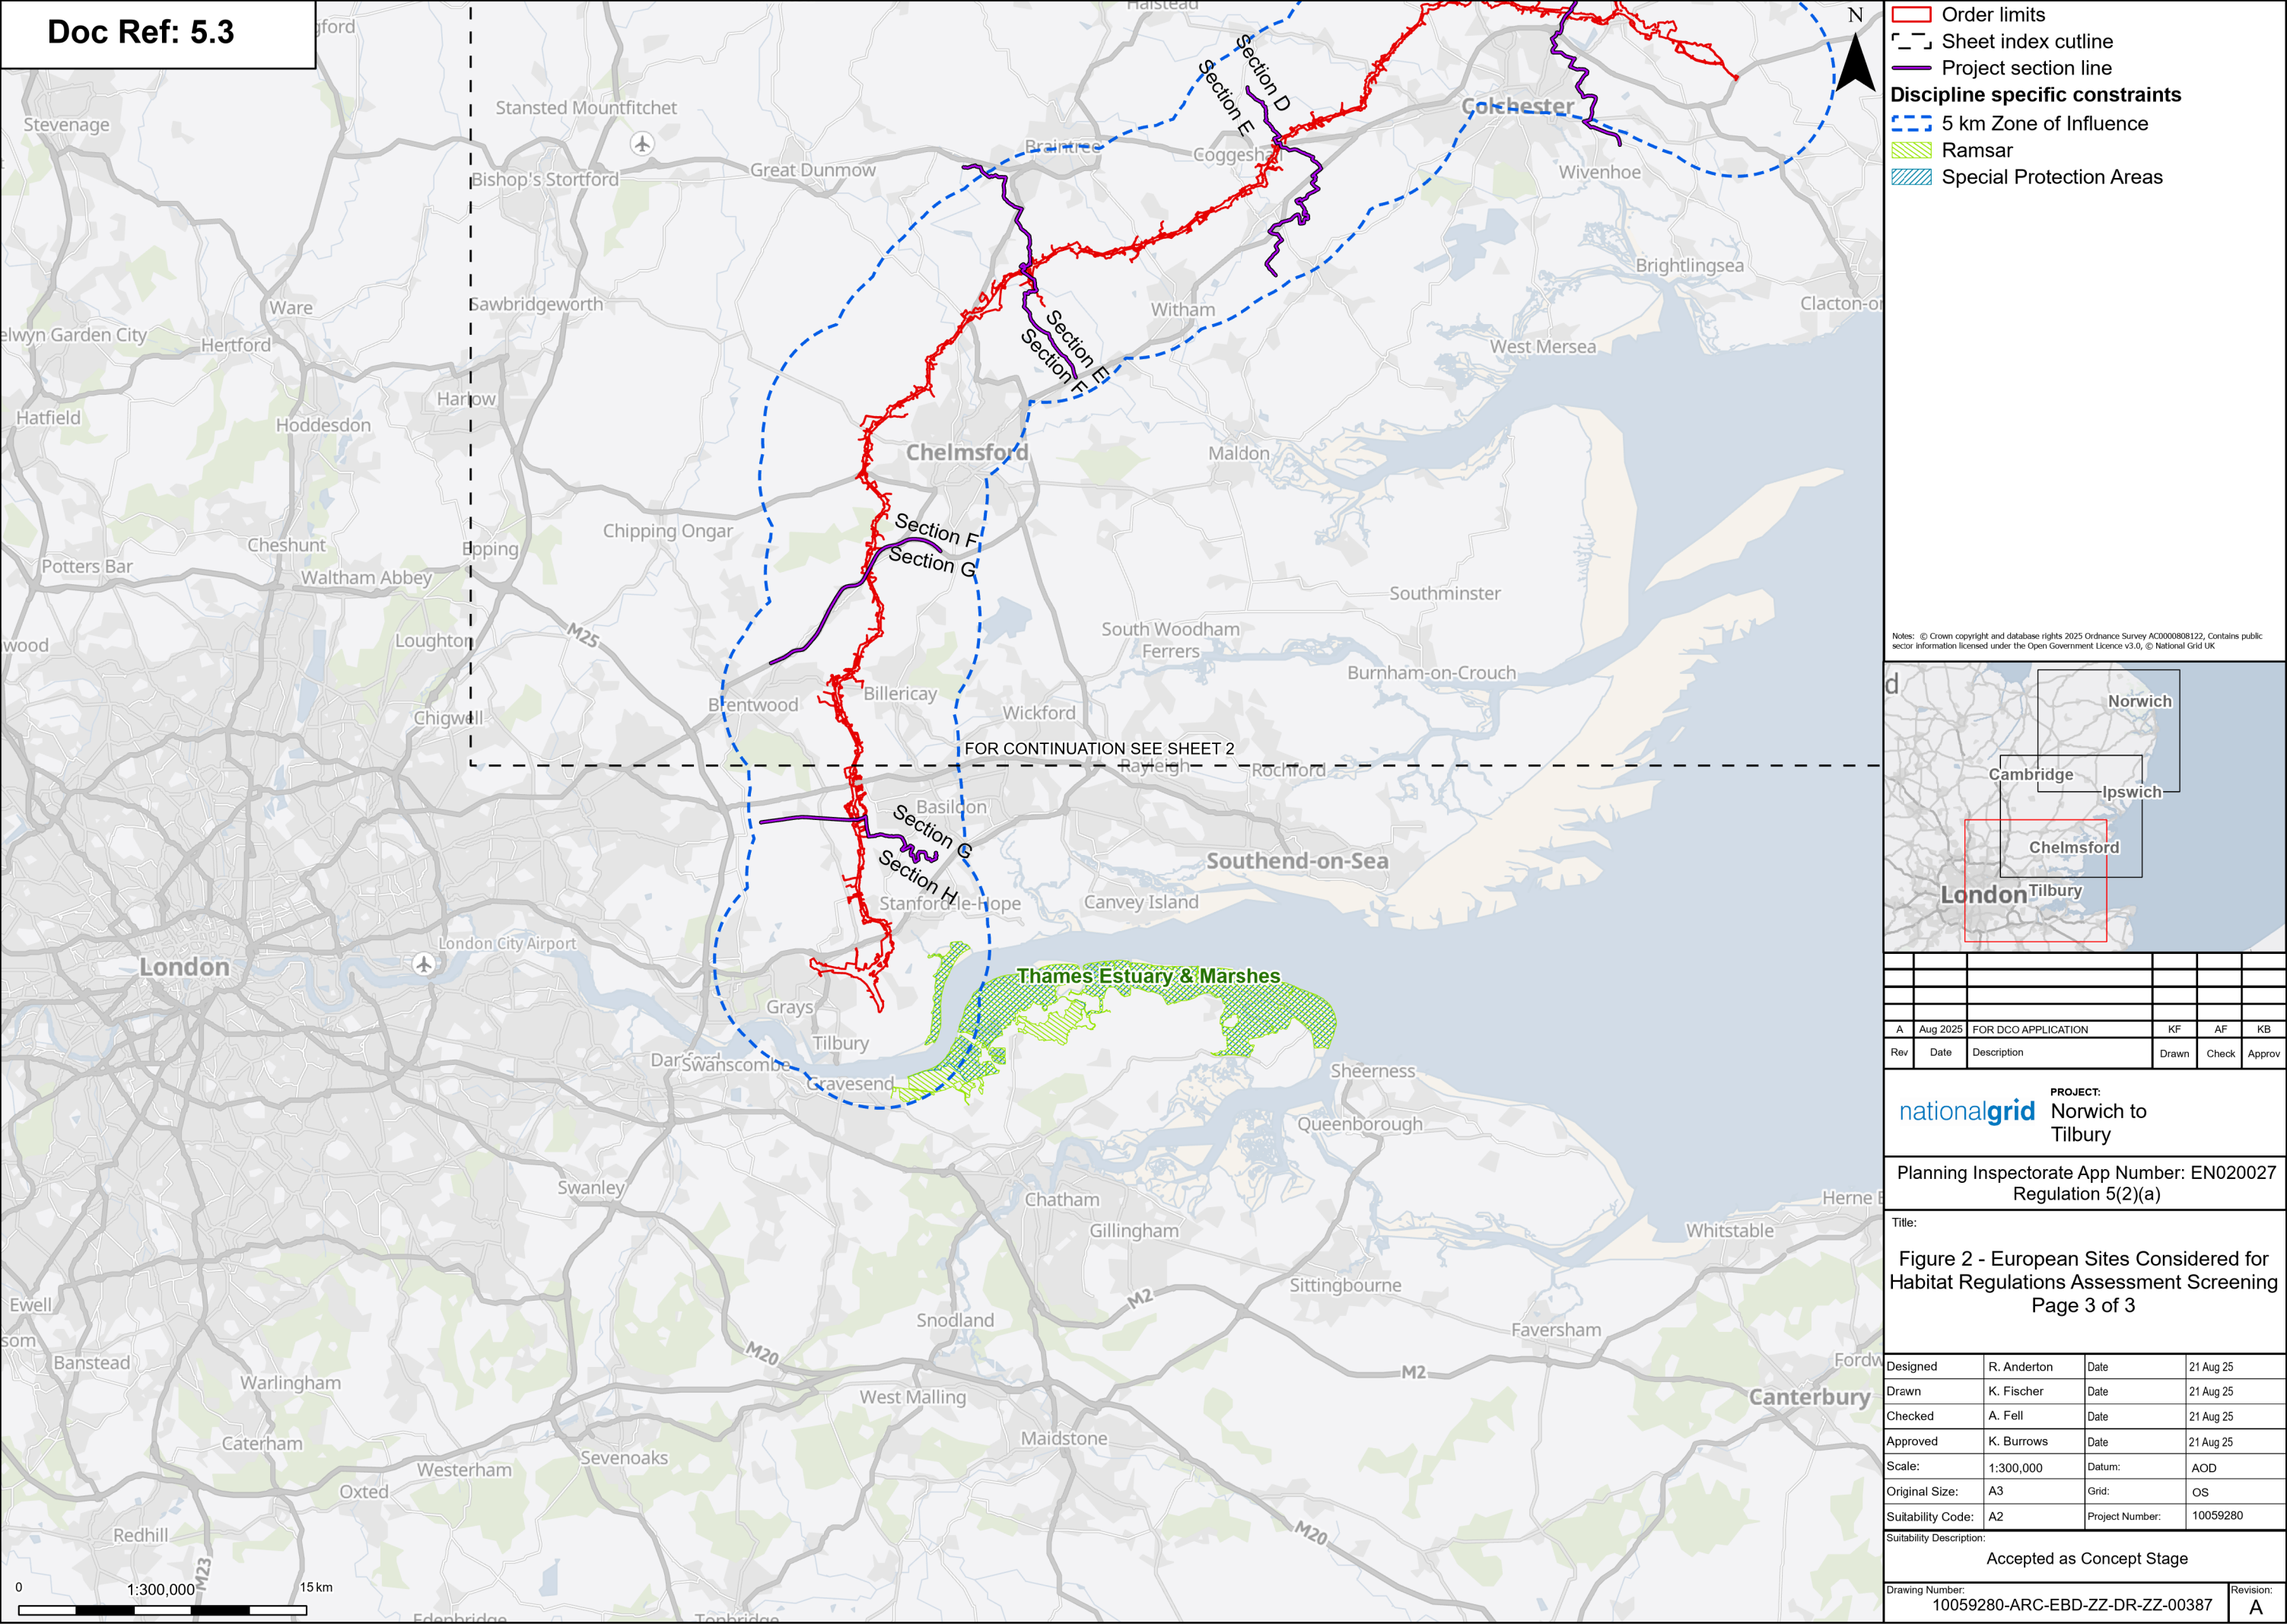 Doc Ref: 5.3
Halstead
Stevenage
Stansted Mountfitchet
Bishop's Stortford
Great Dunmow
Braintree
Section D
Section E
Coggeshall
Colchester
Wivenhoe
Brightlingsea
Clacton-on
West Mersea
Ware
Sawbridgeworth
elwyn Garden City
Hertford
Witham
Section E
Section F
Hatfield
Harlow
Hoddesdon
Chelmsford
Maldon
Chipping Ongar
Section F
Section G
Cheshunt
Epping
Potters Bar
Waltham Abbey
Southminster
M25
Loughton
wood
South Woodham
Ferrers
Burnham-on-Crouch
Billericay
Brentwood
Wickford
Chigwell
FOR CONTINUATION SEE SHEET 2
Rayleigh
Rochford
Basildon
Section G
Section H
Southend-on-Sea
Stanford-le-Hope
Canvey Island
London City Airport
London
Thames Estuary & Marshes
Grays
Tilbury
Dartford
Swanscombe
Gravesend
Sheerness
Queenborough
Swanley
Chatham
Gillingham
Herne B
Whitstable
Sittingbourne
M2
Ewell
Snodland
Faversham
som
Banstead
M20
Fordw
Warlingham
West Malling
M2
Canterbury
Caterham
Maidstone
Sevenoaks
Westerham
Oxted
Redhill
M20
M23
Edenbridge
Tonbridge
0
1:300,000
15 km
N
Order limits
Sheet index cutline
Project section line
Discipline specific constraints
5 km Zone of Influence
Ramsar
Special Protection Areas
Notes: © Crown copyright and database rights 2025 Ordnance Survey AC0000808122, Contains public
sector information licensed under the Open Government Licence v3.0, © National Grid UK
d
Norwich
Cambridge
Ipswich
Chelmsford
London
Tilbury
A Aug 2025 FOR DCO APPLICATION KF AF KB
Rev Date Description Drawn Check Approv
nationalgrid
PROJECT:
Norwich to
Tilbury
Planning Inspectorate App Number: EN020027
Regulation 5(2)(a)
Title:
Figure 2 - European Sites Considered for
Habitat Regulations Assessment Screening
Page 3 of 3
Designed R. Anderton Date 21 Aug 25
Drawn K. Fischer Date 21 Aug 25
Checked A. Fell Date 21 Aug 25
Approved K. Burrows Date 21 Aug 25
Scale: 1:300,000 Datum: AOD
Original Size: A3 Grid: OS
Suitability Code: A2 Project Number: 10059280
Suitability Description:
Accepted as Concept Stage
Drawing Number:
10059280-ARC-EBD-ZZ-DR-ZZ-00387
Revision:
A